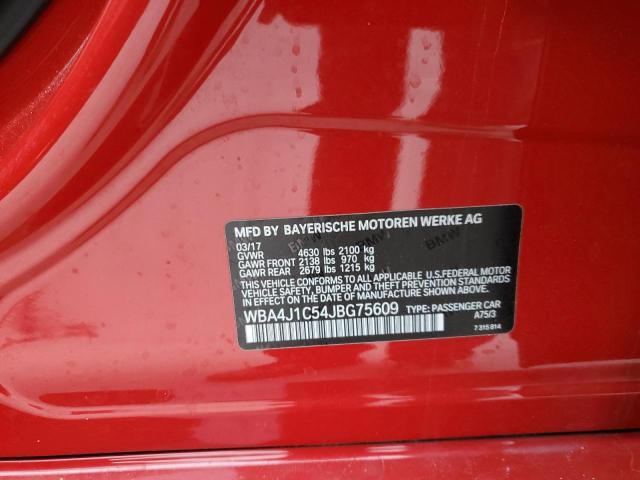 MFD BY BAYERISCHE MOTOREN WERKE AG
03/17
GVWR 4630 lbs 2100 kg
GAWR FRONT 2138 lbs 970 kg
GAWR REAR 2679 lbs 1215 kg
THIS VEHICLE CONFORMS TO ALL APPLICABLE U.S.FEDERAL MOTOR
VEHICLE SAFETY, BUMPER, AND THEFT PREVENTION STANDARDS
IN EFFECT ON THE DATE OF MANUFACTURE SHOWN ABOVE.
WBA4J1C54JBG75609 TYPE: PASSENGER CAR
A75/3
7 315 814